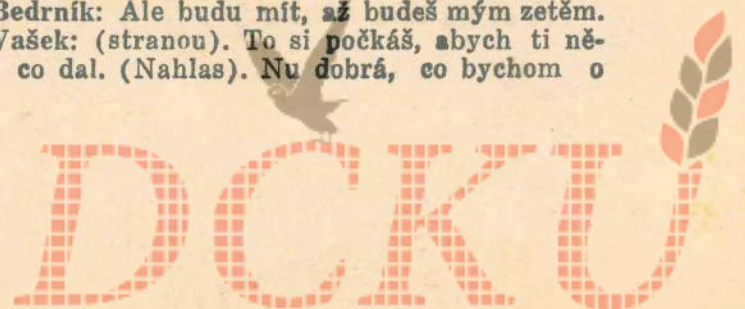 Bedrník: Ale budu mít, až budeš mým zetěm.
Vašek: (stranou). To si počkáš, abych ti ně-
co dal. (Nahlas). Nu dobrá, co bychom o
DCKU